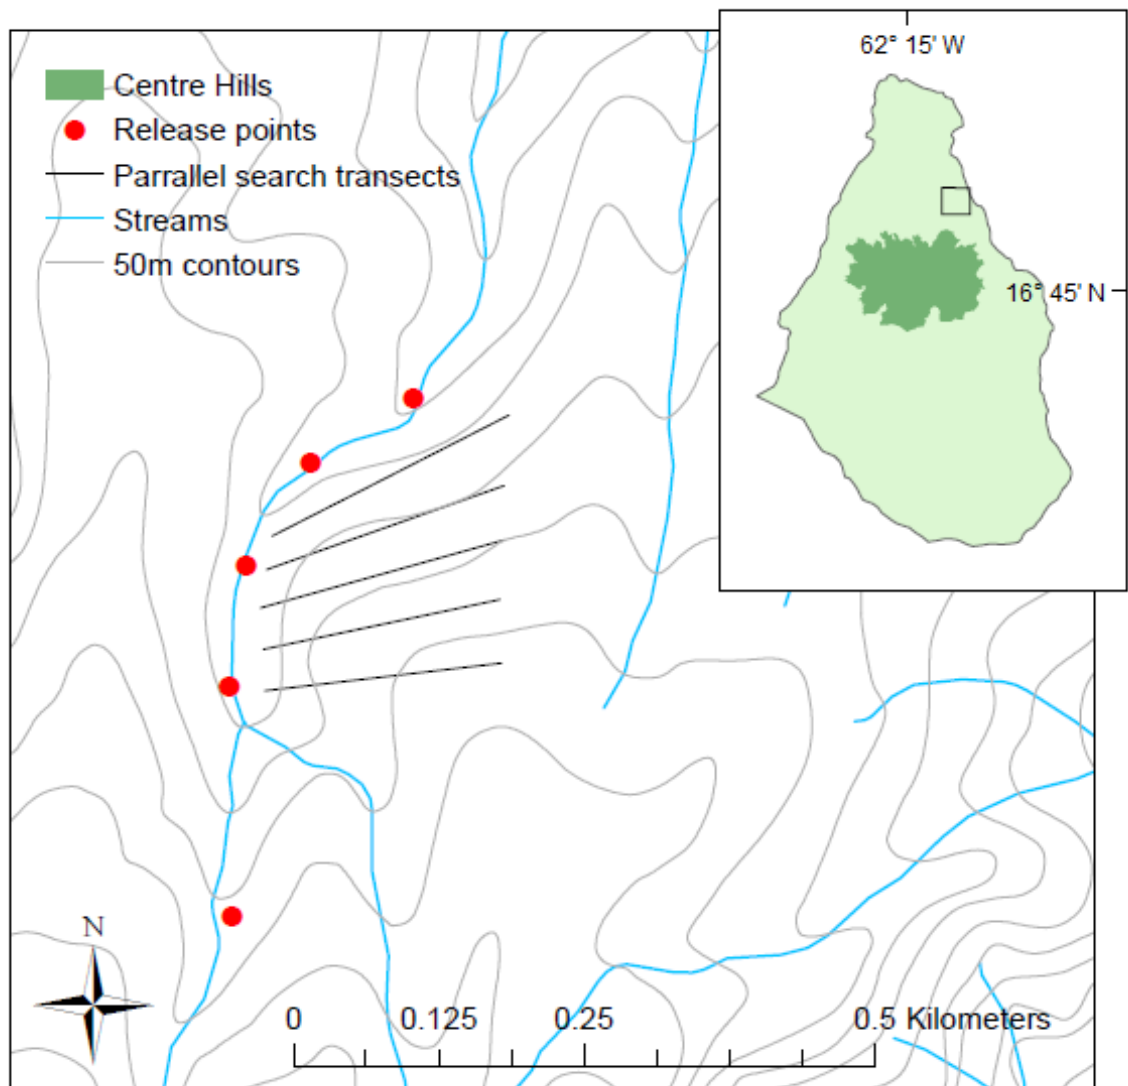 Centre Hills
Release points
Parrallel search transects
Streams
50m contours
62° 15' W
16° 45' N
N
0 0.125 0.25 0.5 Kilometers